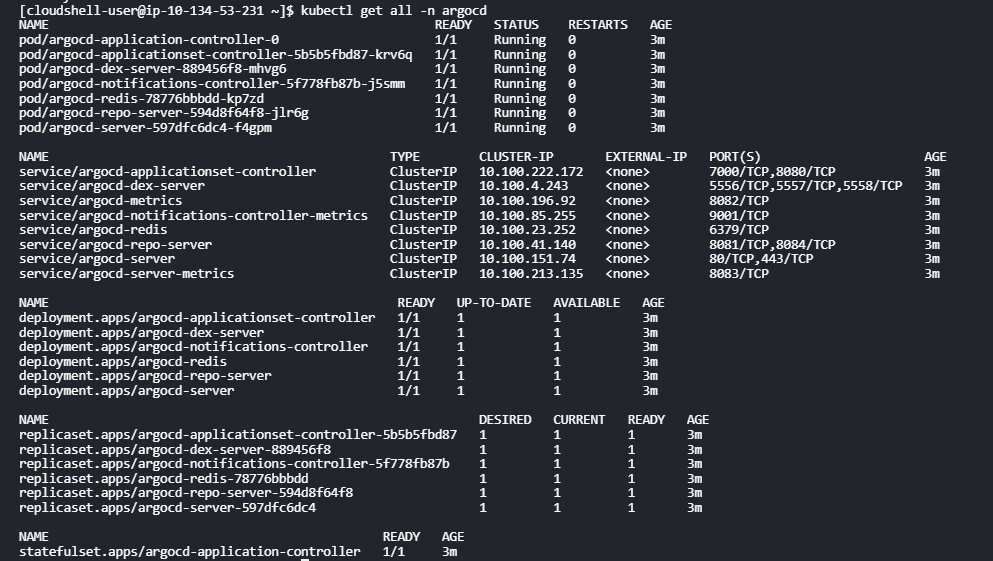 [cloudshell-user@ip-10-134-53-231 ~]$ kubectl get all -n argocd
NAME READY STATUS RESTARTS AGE
pod/argocd-application-controller-0 1/1 Running 0 3m
pod/argocd-applicationset-controller-5b5b5fbd87-krv6q 1/1 Running 0 3m
pod/argocd-dex-server-889456f8-mhvg6 1/1 Running 0 3m
pod/argocd-notifications-controller-5f778fb87b-j5smm 1/1 Running 0 3m
pod/argocd-redis-78776bbbdd-kp7zd 1/1 Running 0 3m
pod/argocd-repo-server-594d8f64f8-jlr6g 1/1 Running 0 3m
pod/argocd-server-597dfc6dc4-f4gpm 1/1 Running 0 3m
NAME TYPE CLUSTER-IP EXTERNAL-IP PORT(S) AGE
service/argocd-applicationset-controller ClusterIP 10.100.222.172 <none> 7000/TCP,8080/TCP 3m
service/argocd-dex-server ClusterIP 10.100.4.243 <none> 5556/TCP,5557/TCP,5558/TCP 3m
service/argocd-metrics ClusterIP 10.100.196.92 <none> 8082/TCP 3m
service/argocd-notifications-controller-metrics ClusterIP 10.100.85.255 <none> 9001/TCP 3m
service/argocd-redis ClusterIP 10.100.23.252 <none> 6379/TCP 3m
service/argocd-repo-server ClusterIP 10.100.41.140 <none> 8081/TCP,8084/TCP 3m
service/argocd-server ClusterIP 10.100.151.74 <none> 80/TCP,443/TCP 3m
service/argocd-server-metrics ClusterIP 10.100.213.135 <none> 8083/TCP 3m
NAME READY UP-TO-DATE AVAILABLE AGE
deployment.apps/argocd-applicationset-controller 1/1 1 1 3m
deployment.apps/argocd-dex-server 1/1 1 1 3m
deployment.apps/argocd-notifications-controller 1/1 1 1 3m
deployment.apps/argocd-redis 1/1 1 1 3m
deployment.apps/argocd-repo-server 1/1 1 1 3m
deployment.apps/argocd-server 1/1 1 1 3m
NAME DESIRED CURRENT READY AGE
replicaset.apps/argocd-applicationset-controller-5b5b5fbd87 1 1 1 3m
replicaset.apps/argocd-dex-server-889456f8 1 1 1 3m
replicaset.apps/argocd-notifications-controller-5f778fb87b 1 1 1 3m
replicaset.apps/argocd-redis-78776bbbdd 1 1 1 3m
replicaset.apps/argocd-repo-server-594d8f64f8 1 1 1 3m
replicaset.apps/argocd-server-597dfc6dc4 1 1 1 3m
NAME READY AGE
statefulset.apps/argocd-application-controller 1/1 3m